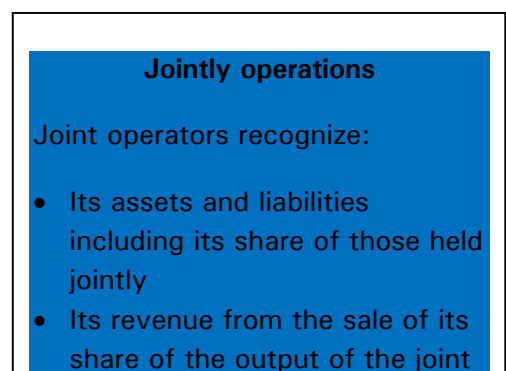 Jointly operations
Joint operators recognize:
• Its assets and liabilities
including its share of those held
jointly
• Its revenue from the sale of its
share of the output of the joint